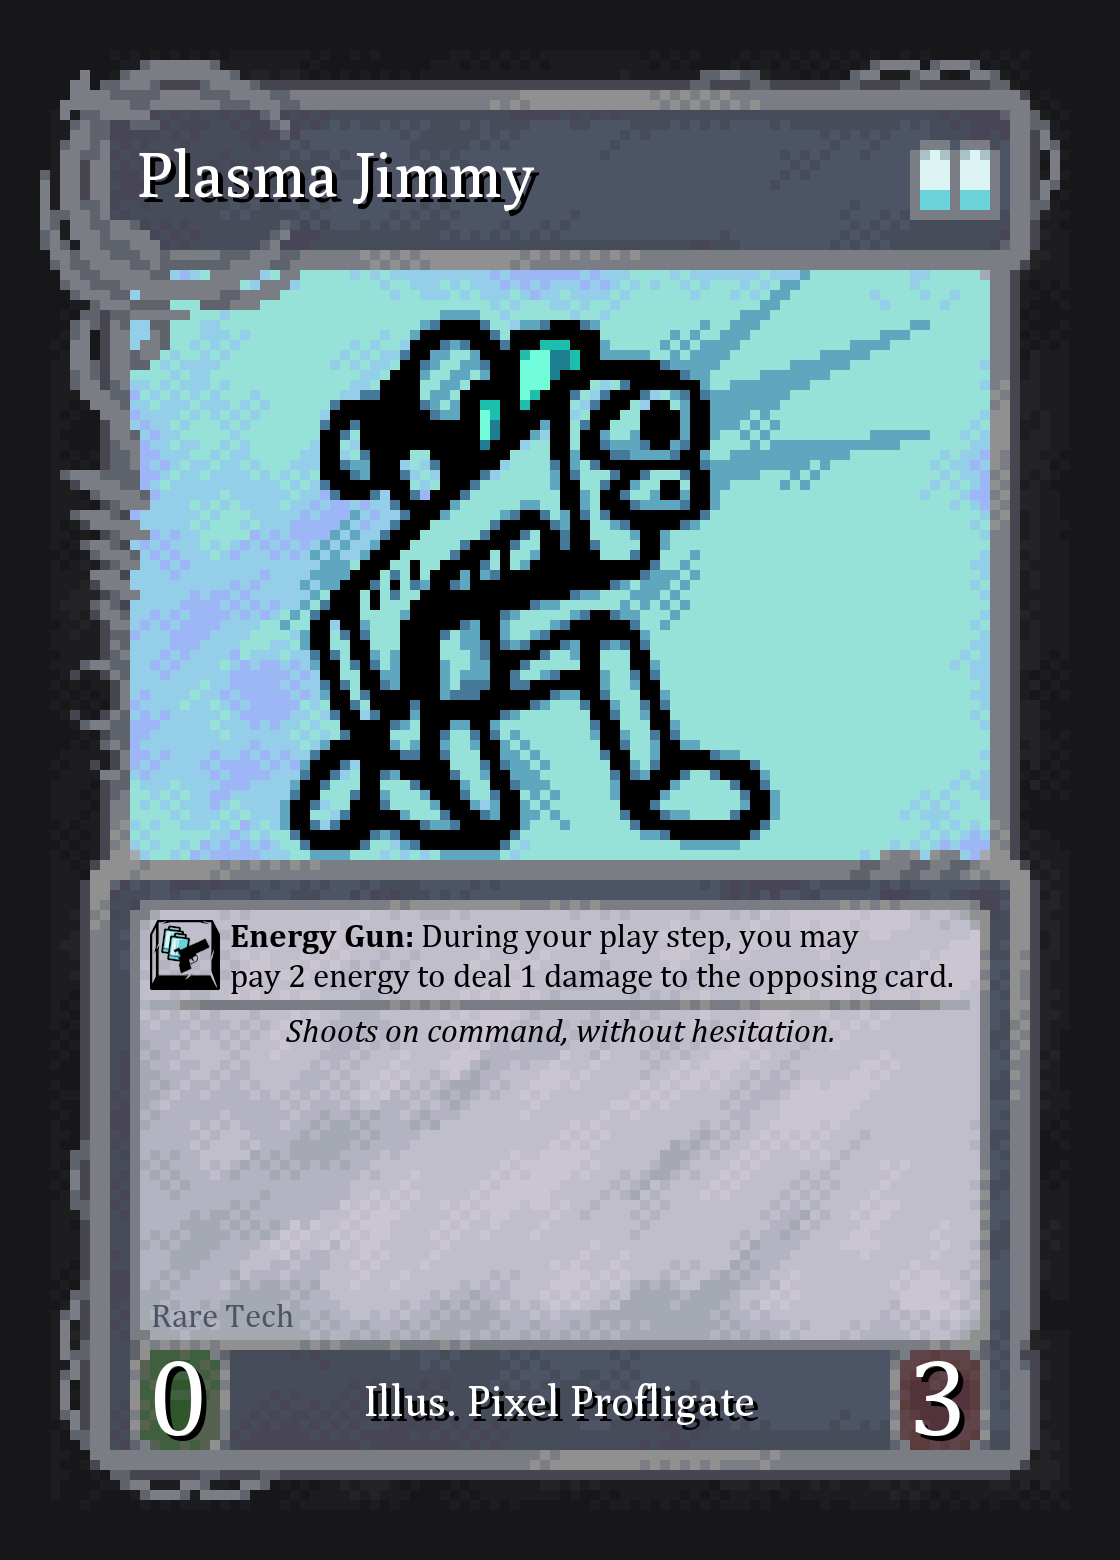 Plasma Jimmy
Energy Gun: During your play step, you may
pay 2 energy to deal 1 damage to the opposing card.
Shoots on command, without hesitation.
Rare Tech
0
Illus. Pixel Profligate
3